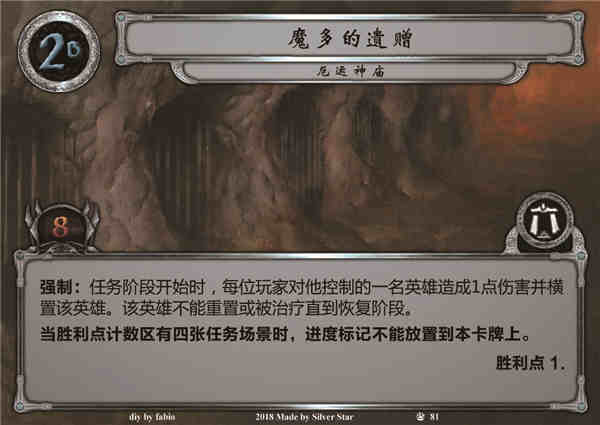 2B
魔多的遗赠
厄运神庙
8
强制：任务阶段开始时，每位玩家对他控制的一名英雄造成1点伤害并横
置该英雄。该英雄不能重置或被治疗直到恢复阶段。
当胜利点计数区有四张任务场景时，进度标记不能放置到本卡牌上。
胜利点 1.
diy by fabio 2018 Made by Silver Star 81